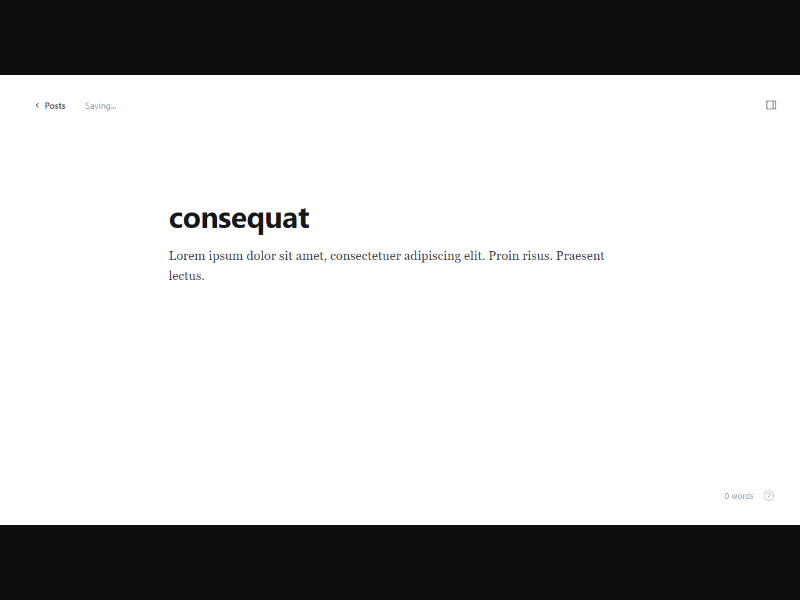 Posts
Saving...
consequat
Lorem ipsum dolor sit amet, consectetuer adipiscing elit. Proin risus. Praesent
lectus.
0 words
?